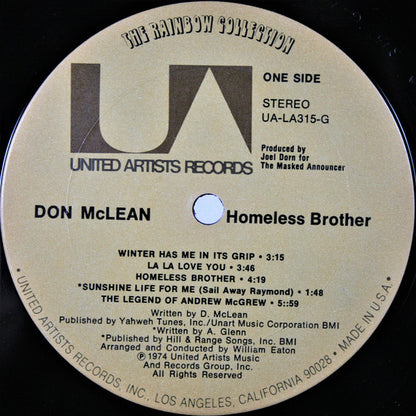 THE RAINBOW COLLECTION
UA
ONE SIDE
STEREO
UA-LA315-G
UNITED ARTISTS RECORDS
Produced by
Joel Dorn for
The Masked Announcer
DON McLEAN
Homeless Brother
WINTER HAS ME IN ITS GRIP • 3:15
LA LA LOVE YOU • 3:46
HOMELESS BROTHER • 4:19
*SUNSHINE LIFE FOR ME (Sail Away Raymond) • 1:48
THE LEGEND OF ANDREW McGREW • 5:59
Written by D. McLean
Published by Yahweh Tunes, Inc./Unart Music Corporation BMI
*Written by A. Glenn
*Published by Hill & Range Songs, Inc. BMI
Arranged and Conducted by William Eaton
℗ 1974 United Artists Music
And Records Group, Inc.
All Rights Reserved
• UNITED ARTISTS RECORDS, INC., LOS ANGELES, CALIFORNIA 90028 • MADE IN U.S.A. •